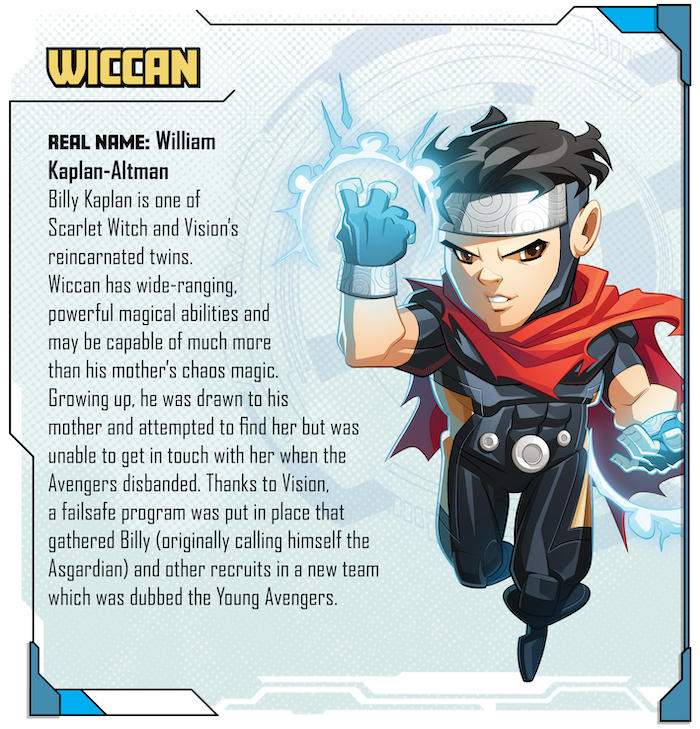 WICCAN
REAL NAME: William
Kaplan-Altman
Billy Kaplan is one of
Scarlet Witch and Vision's
reincarnated twins.
Wiccan has wide-ranging,
powerful magical abilities and
may be capable of much more
than his mother's chaos magic.
Growing up, he was drawn to his
mother and attempted to find her but was
unable to get in touch with her when the
Avengers disbanded. Thanks to Vision,
a failsafe program was put in place that
gathered Billy (originally calling himself the
Asgardian) and other recruits in a new team
which was dubbed the Young Avengers.